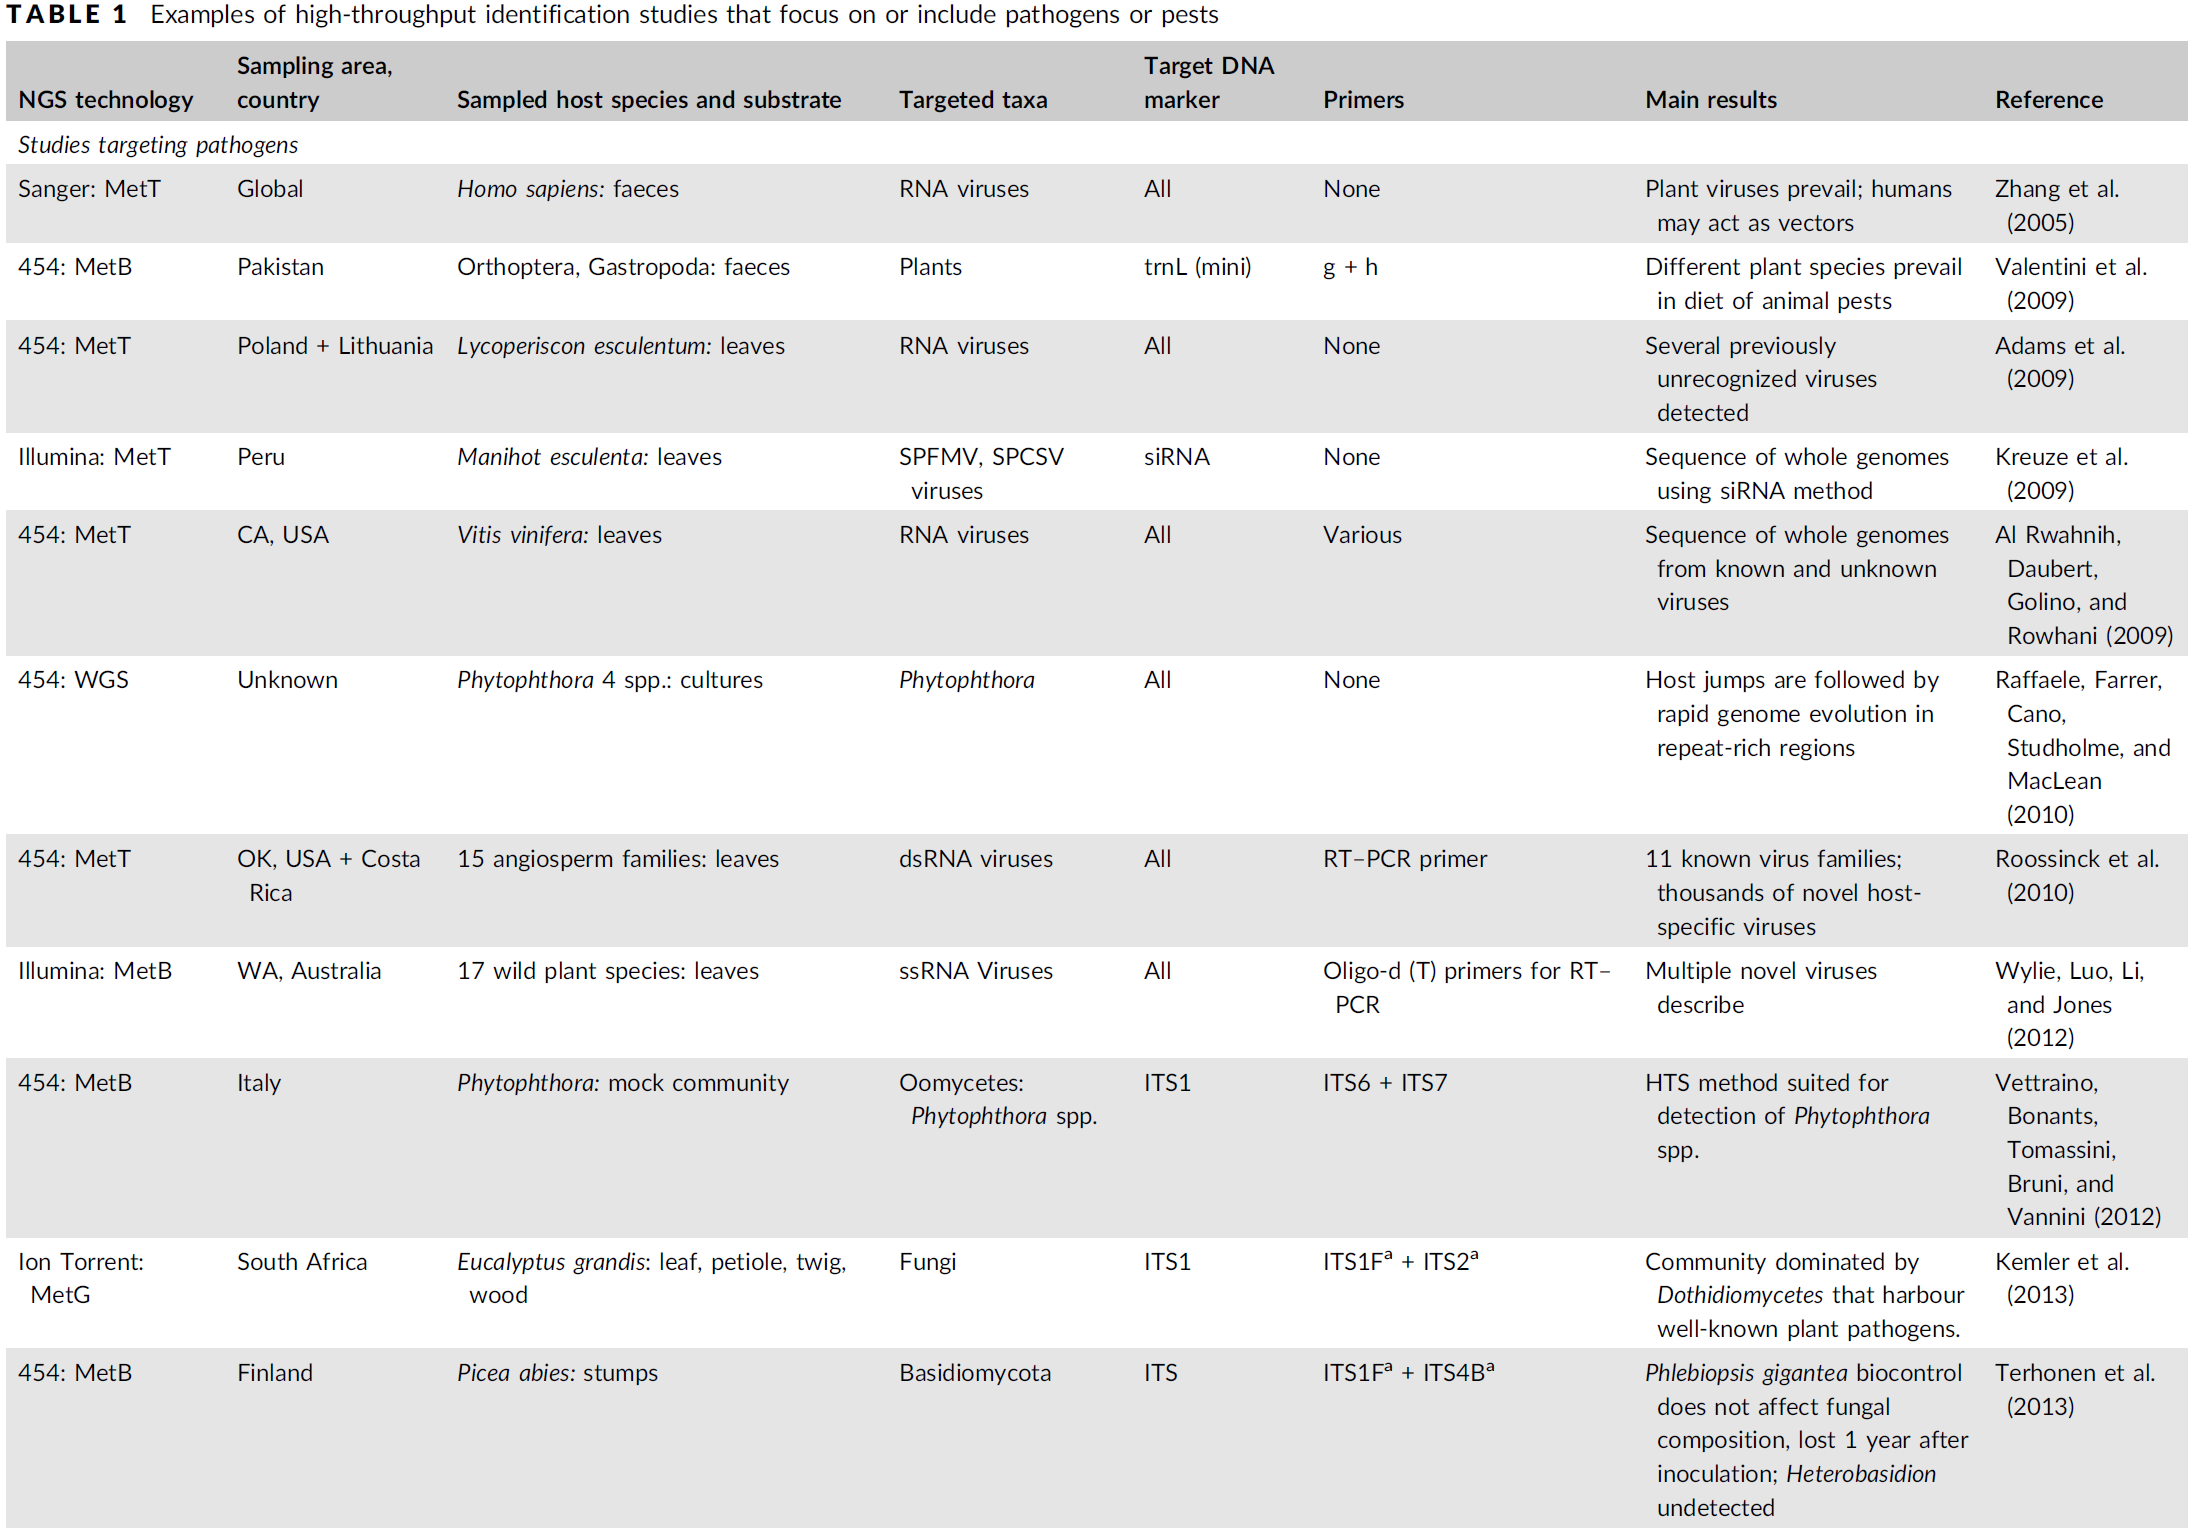 TABLE 1 Examples of high-throughput identification studies that focus on or include pathogens or pests
NGS technology
Sampling area,
country
Sampled host species and substrate
Targeted taxa
Target DNA
marker
Primers
Main results
Reference
Studies targeting pathogens
Sanger: MetT
Global
Homo sapiens: faeces
RNA viruses
All
None
Plant viruses prevail; humans
may act as vectors
Zhang et al.
(2005)
454: MetB
Pakistan
Orthoptera, Gastropoda: faeces
Plants
trnL (mini)
g + h
Different plant species prevail
in diet of animal pests
Valentini et al.
(2009)
454: MetT
Poland + Lithuania
Lycoperiscon esculentum: leaves
RNA viruses
All
None
Several previously
unrecognized viruses
detected
Adams et al.
(2009)
Illumina: MetT
Peru
Manihot esculenta: leaves
SPFMV, SPCSV
viruses
siRNA
None
Sequence of whole genomes
using siRNA method
Kreuze et al.
(2009)
454: MetT
CA, USA
Vitis vinifera: leaves
RNA viruses
All
Various
Sequence of whole genomes
from known and unknown
viruses
Al Rwahnih,
Daubert,
Golino, and
Rowhani (2009)
454: WGS
Unknown
Phytophthora 4 spp.: cultures
Phytophthora
All
None
Host jumps are followed by
rapid genome evolution in
repeat-rich regions
Raffaele, Farrer,
Cano,
Studholme, and
MacLean
(2010)
454: MetT
OK, USA + Costa
Rica
15 angiosperm families: leaves
dsRNA viruses
All
RT–PCR primer
11 known virus families;
thousands of novel host-
specific viruses
Roossinck et al.
(2010)
Illumina: MetB
WA, Australia
17 wild plant species: leaves
ssRNA Viruses
All
Oligo-d (T) primers for RT–
PCR
Multiple novel viruses
describe
Wylie, Luo, Li,
and Jones
(2012)
454: MetB
Italy
Phytophthora: mock community
Oomycetes:
Phytophthora spp.
ITS1
ITS6 + ITS7
HTS method suited for
detection of Phytophthora
spp.
Vettraino,
Bonants,
Tomassini,
Bruni, and
Vannini (2012)
Ion Torrent:
MetG
South Africa
Eucalyptus grandis: leaf, petiole, twig,
wood
Fungi
ITS1
ITS1Fᵃ + ITS2ᵃ
Community dominated by
Dothidiomycetes that harbour
well-known plant pathogens.
Kemler et al.
(2013)
454: MetB
Finland
Picea abies: stumps
Basidiomycota
ITS
ITS1Fᵃ + ITS4Bᵃ
Phlebiopsis gigantea biocontrol
does not affect fungal
composition, lost 1 year after
inoculation; Heterobasidion
undetected
Terhonen et al.
(2013)